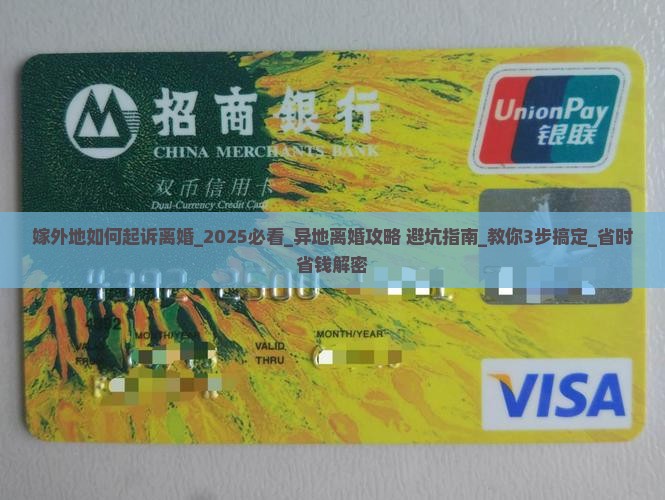 招商银行
CHINA MERCHANTS BANK
双币信用卡
Dual-Currency Credit Card
UnionPay
银联
嫁外地如何起诉离婚_2025必看_异地离婚攻略 避坑指南_教你3步搞定_省时
省钱解密
4392
MONTH/YEAR
MONTH/YEAR
VALID
FROM
VALID
THRU
VISA